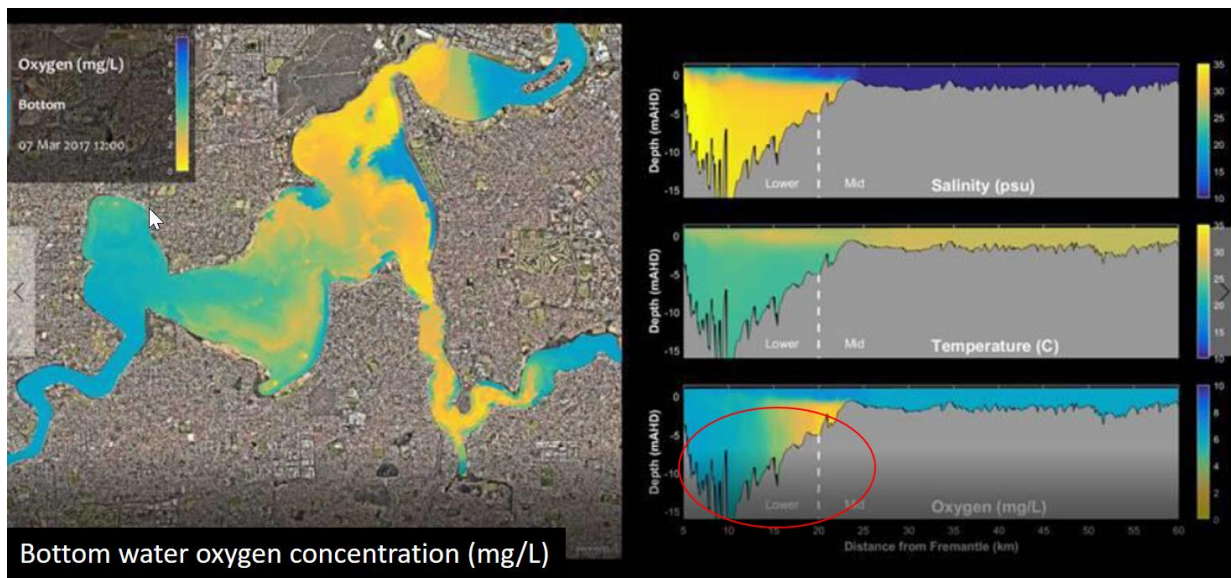 Oxygen (mg/L)
Bottom
07 Mar 2017 12:00
10
8
2
0
Bottom water oxygen concentration (mg/L)
Depth (mAHD)
0
-5
-10
-15
Lower
Mid
Salinity (psu)
35
30
25
20
15
10
Depth (mAHD)
0
-5
-10
-15
Lower
Mid
Temperature (C)
35
30
25
20
15
10
Depth (mAHD)
0
-5
-10
-15
Lower
Mid
Oxygen (mg/L)
10
8
6
4
2
0
5 10 15 20 25 30 35 40 45 50 55 60
Distance from Fremantle (km)